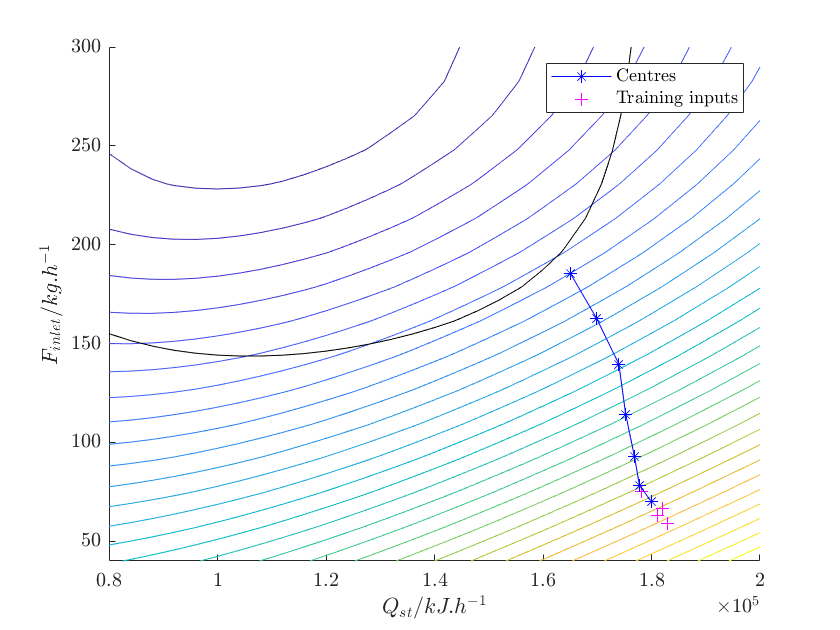 300
250
200
150
100
50
F_{inlet}/kg.h^{-1}
Centres
Training inputs
0.8 1 1.2 1.4 1.6 1.8 2
Q_{st}/kJ.h^{-1}
×10^5